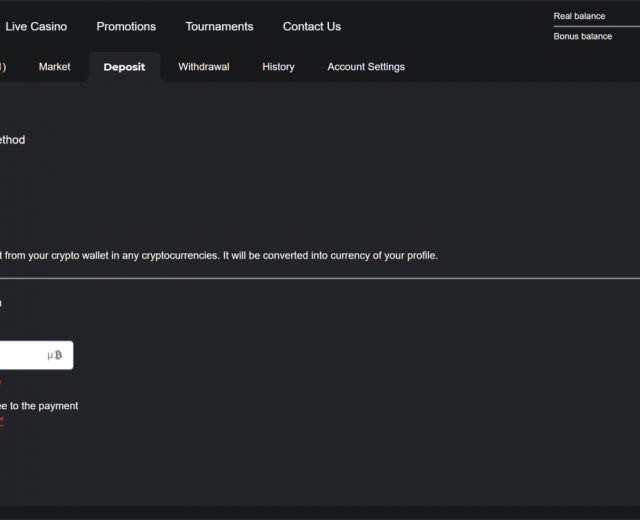 Live Casino Promotions Tournaments Contact Us
Real balance
Bonus balance
) Market Deposit Withdrawal History Account Settings
ethod
t from your crypto wallet in any cryptocurrencies. It will be converted into currency of your profile.
µ฿
ee to the payment
*